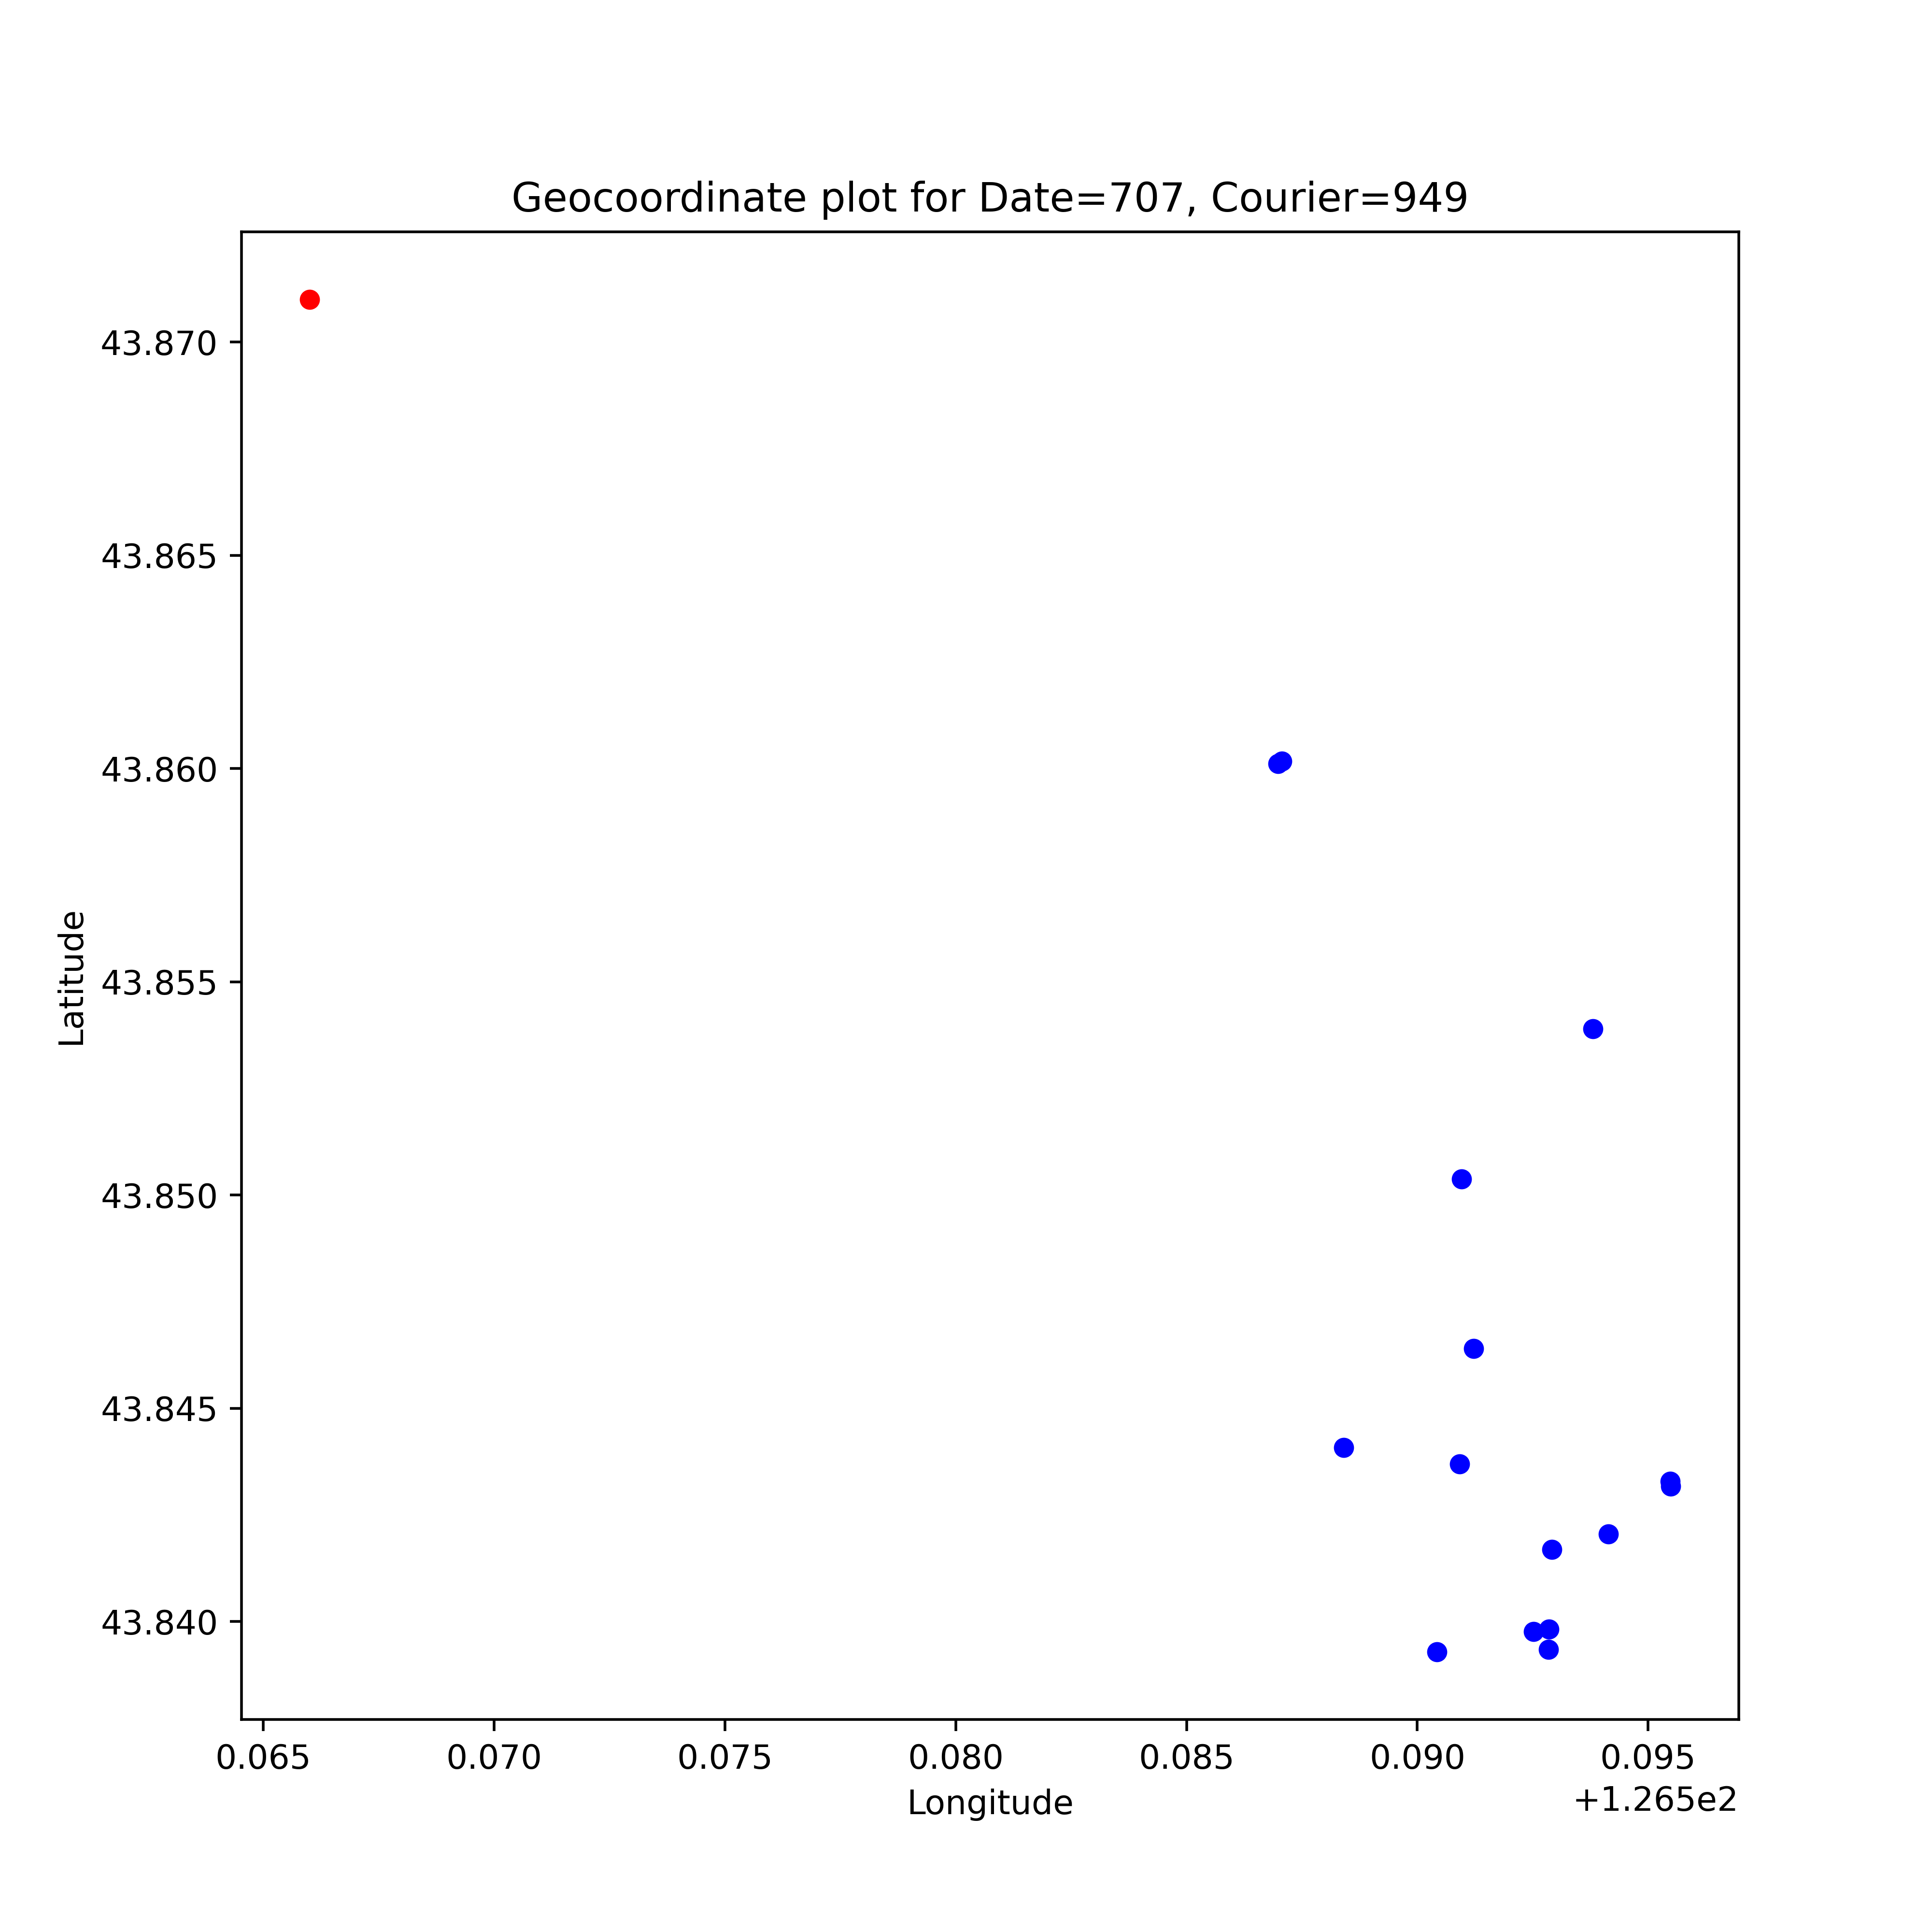 Geocoordinate plot for Date=707, Courier=949
43.870
43.865
43.860
43.855
43.850
43.845
43.840
Latitude
0.065 0.070 0.075 0.080 0.085 0.090 0.095
+1.265e2
Longitude